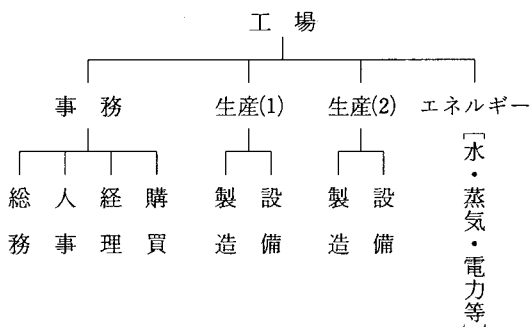 工場
事務 生産(1) 生産(2) エネルギー
総務 人事 経理 購買 製造 設備 製造 設備 [水・蒸気・電力等]